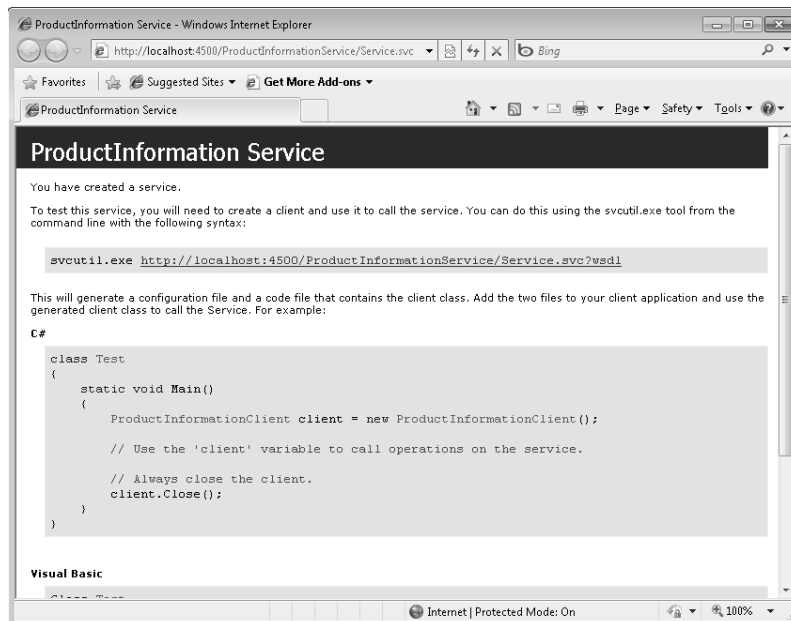 ProductInformation Service - Windows Internet Explorer
http://localhost:4500/ProductInformationService/Service.svc
Bing
Favorites Suggested Sites Get More Add-ons
ProductInformation Service
Page Safety Tools
ProductInformation Service
You have created a service.
To test this service, you will need to create a client and use it to call the service. You can do this using the svcutil.exe tool from the
command line with the following syntax:
svcutil.exe http://localhost:4500/ProductInformationService/Service.svc?wsdl
This will generate a configuration file and a code file that contains the client class. Add the two files to your client application and use the
generated client class to call the Service. For example:
C#
class Test
{
static void Main()
{
ProductInformationClient client = new ProductInformationClient();
// Use the 'client' variable to call operations on the service.
// Always close the client.
client.Close();
}
}
Visual Basic
Class Test
Internet | Protected Mode: On 100%